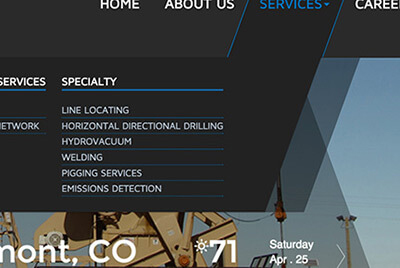 HOME ABOUT US SERVICES CAREE
SERVICES SPECIALTY
LINE LOCATING
NETWORK HORIZONTAL DIRECTIONAL DRILLING
HYDROVACUUM
WELDING
PIGGING SERVICES
EMISSIONS DETECTION
mont, CO 71 Saturday
Apr . 25